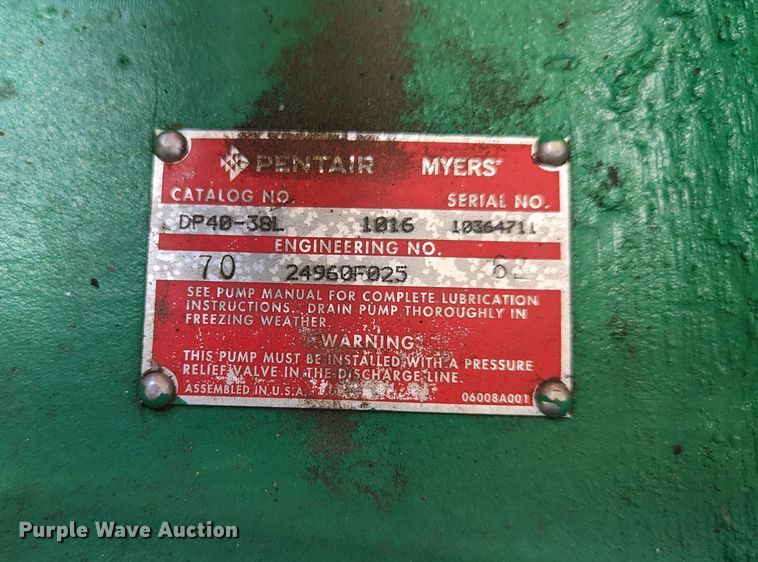 PENTAIR MYERS
CATALOG NO. SERIAL NO.
DP40-38L 1016 10364711
ENGINEERING NO.
70 24960F025 62
SEE PUMP MANUAL FOR COMPLETE LUBRICATION
INSTRUCTIONS. DRAIN PUMP THOROUGHLY IN
FREEZING WEATHER.
WARNING
THIS PUMP MUST BE INSTALLED WITH A PRESSURE
RELIEF VALVE IN THE DISCHARGE LINE.
ASSEMBLED IN U.S.A. 06008A001
Purple Wave Auction